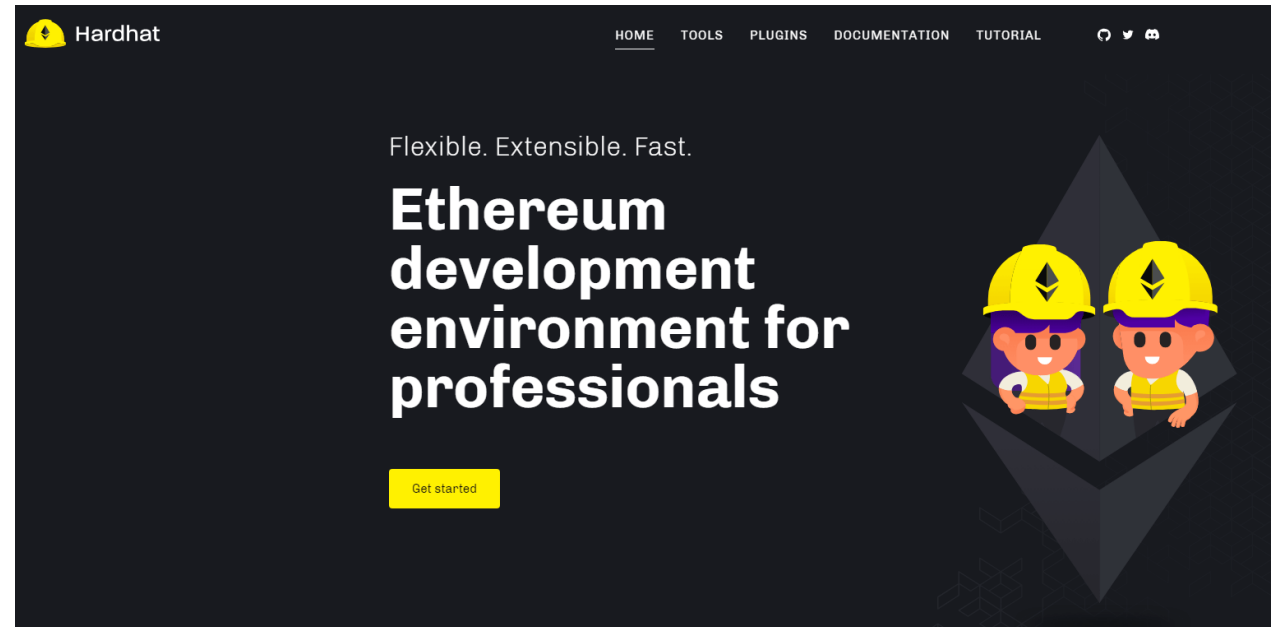 Hardhat
HOME TOOLS PLUGINS DOCUMENTATION TUTORIAL
Flexible. Extensible. Fast.
Ethereum
development
environment for
professionals
Get started